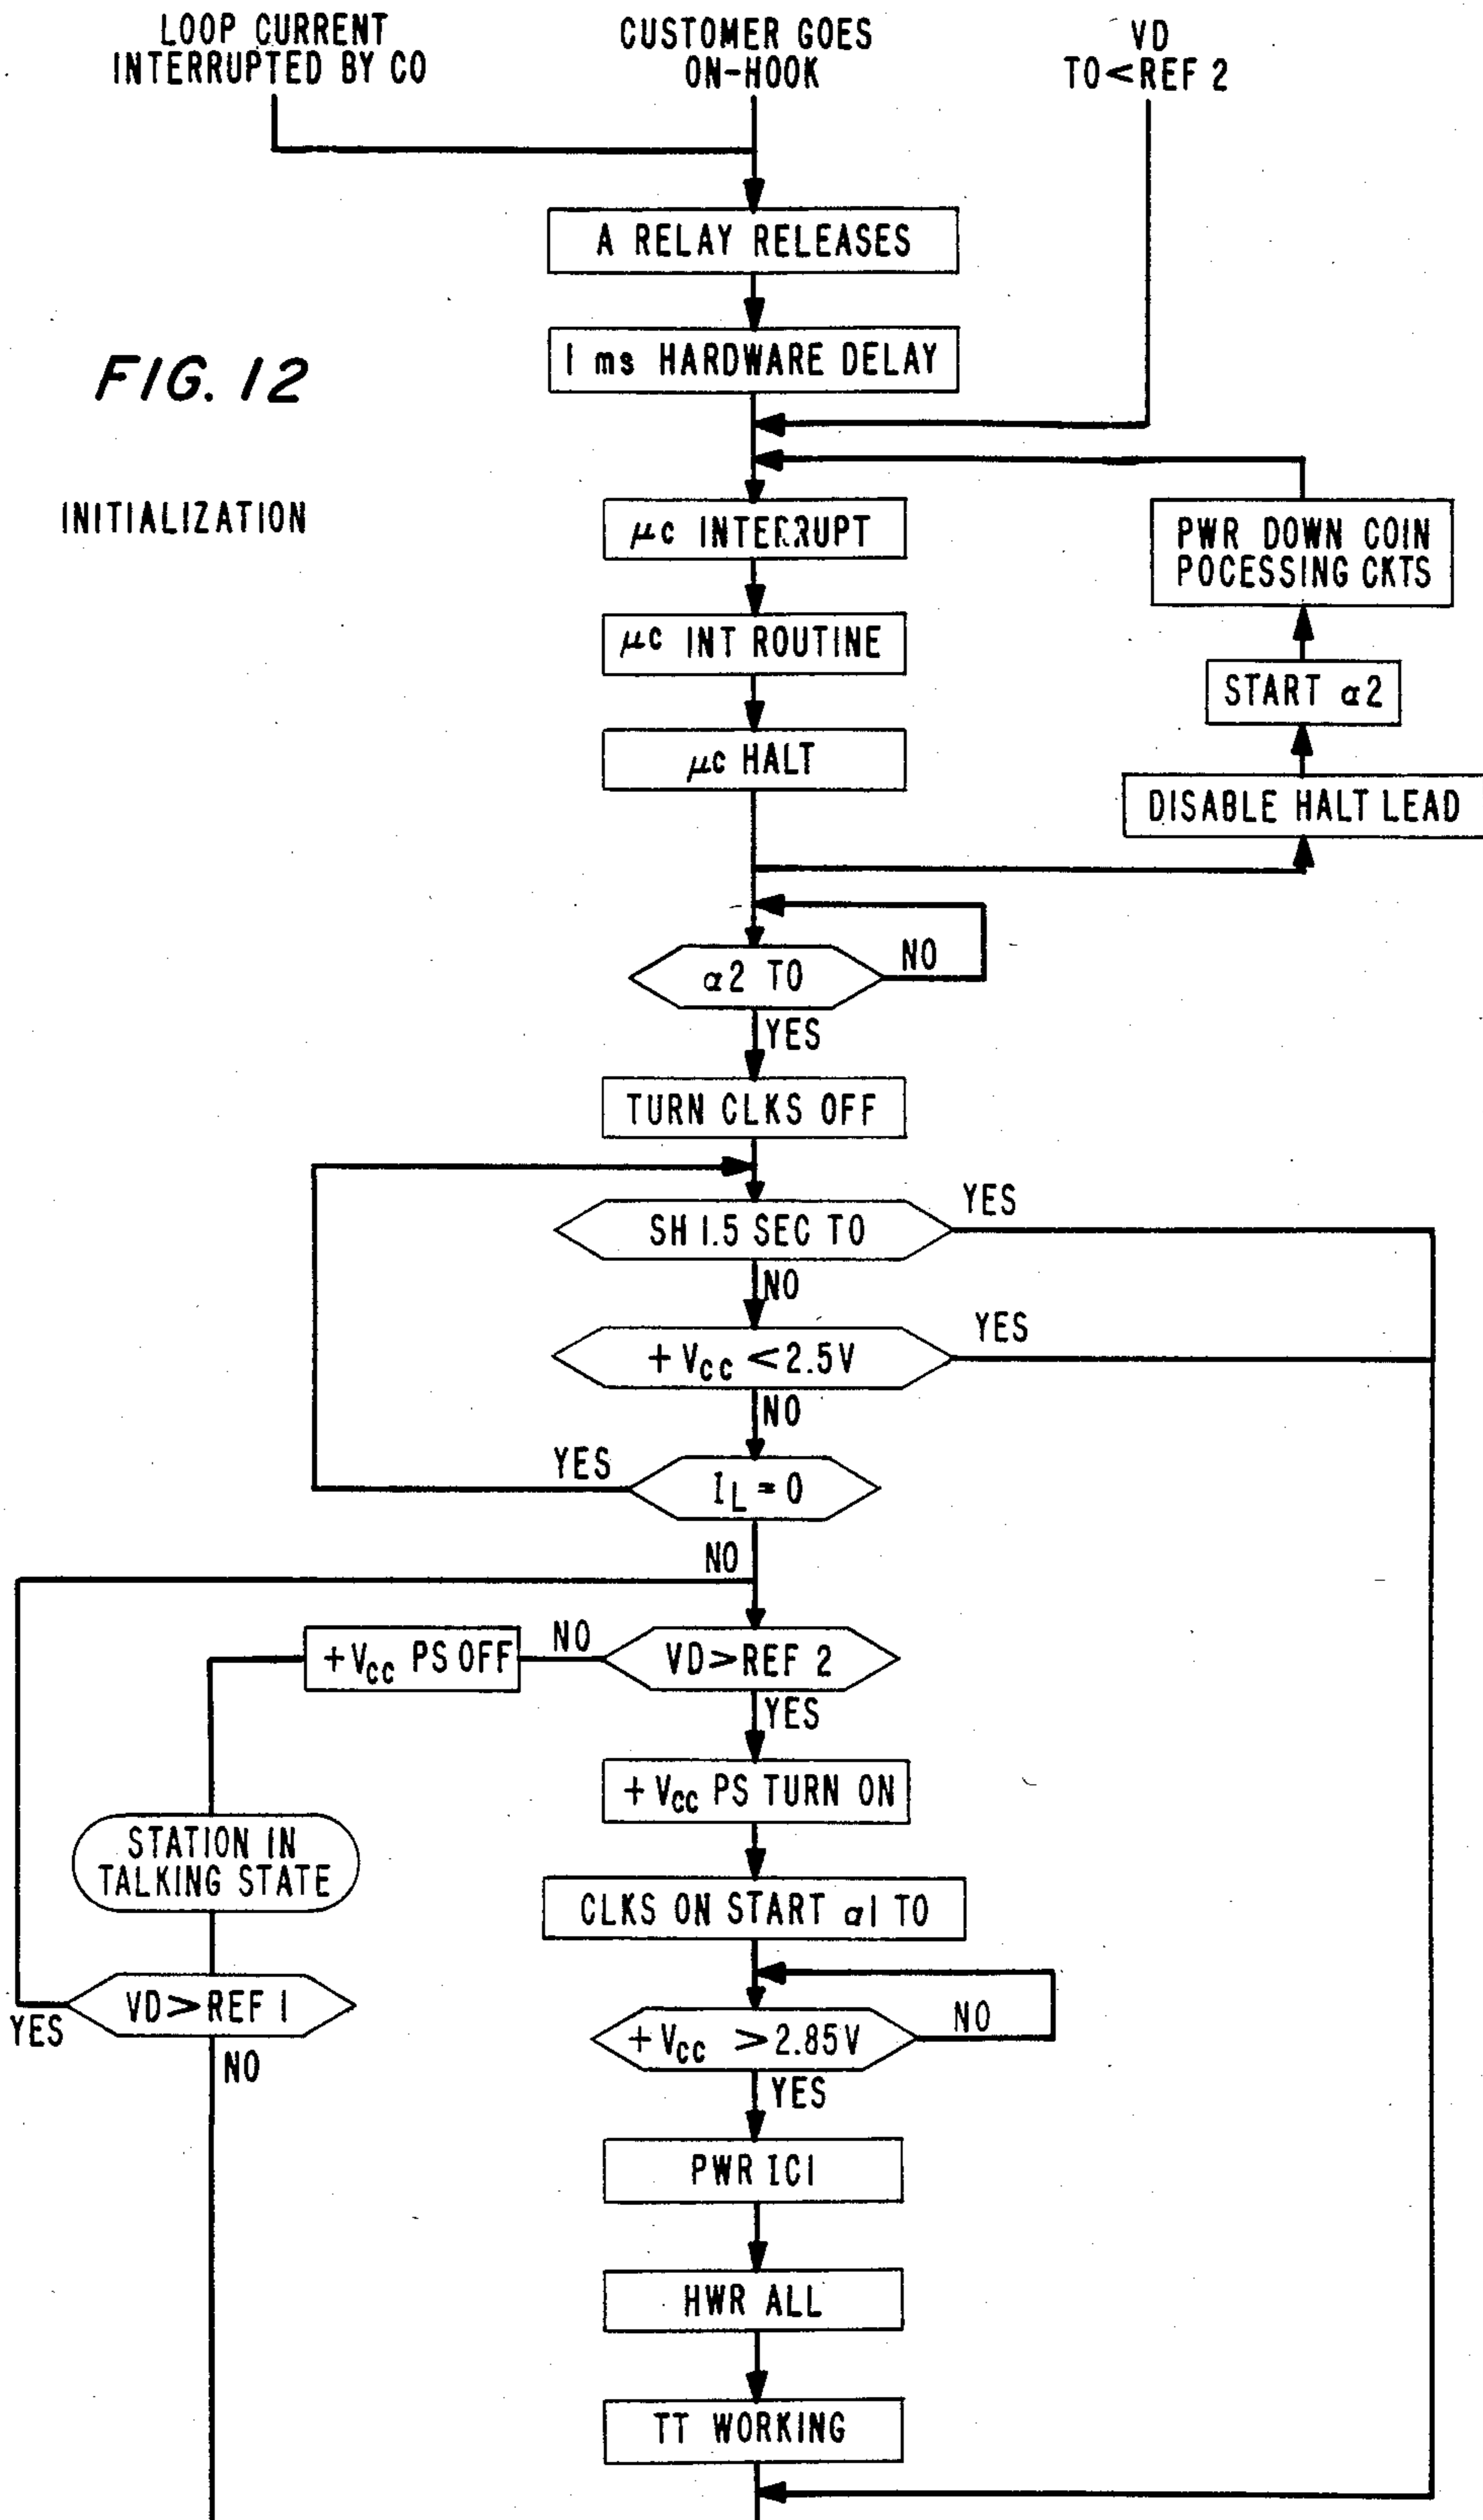 LOOP CURRENT
INTERRUPTED BY CO
CUSTOMER GOES
ON-HOOK
VD
TO<REF 2
A RELAY RELEASES
1 ms HARDWARE DELAY
FIG. 12
INITIALIZATION
μc INTERRUPT
PWR DOWN COIN
POCESSING CKTS
μc INT ROUTINE
START α2
μc HALT
DISABLE HALT LEAD
α2 TO
NO
YES
TURN CLKS OFF
SH 1.5 SEC TO
YES
NO
+VCC <2.5V
YES
NO
YES
IL = 0
NO
+VCC PS OFF
NO
VD>REF 2
YES
+VCC PS TURN ON
STATION IN
TALKING STATE
CLKS ON START α1 TO
VD>REF 1
YES
NO
+VCC >2.85V
NO
YES
PWR IC1
HWR ALL
TT WORKING